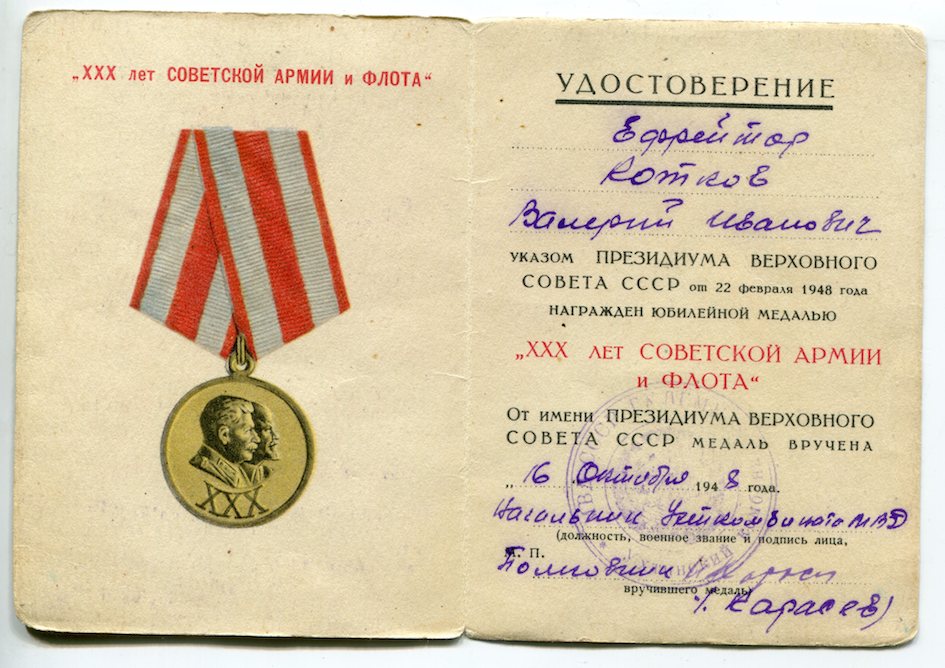 „XXX лет СОВЕТСКОЙ АРМИИ и ФЛОТА“
XXX
УДОСТОВЕРЕНИЕ
Ефрейтор
Котков
Валерий Иванович
указом ПРЕЗИДИУМА ВЕРХОВНОГО
СОВЕТА СССР от 22 февраля 1948 года
НАГРАЖДЕН ЮБИЛЕЙНОЙ МЕДАЛЬЮ
„XXX лет СОВЕТСКОЙ АРМИИ
и ФЛОТА“
От имени ПРЕЗИДИУМА ВЕРХОВНОГО
СОВЕТА СССР МЕДАЛЬ ВРУЧЕНА
„16 Октября 1948 года.
Начальник МВД
(должность, военное звание и подпись лица,
М. П.
Полковник
вручившего медаль)
(Карасев)